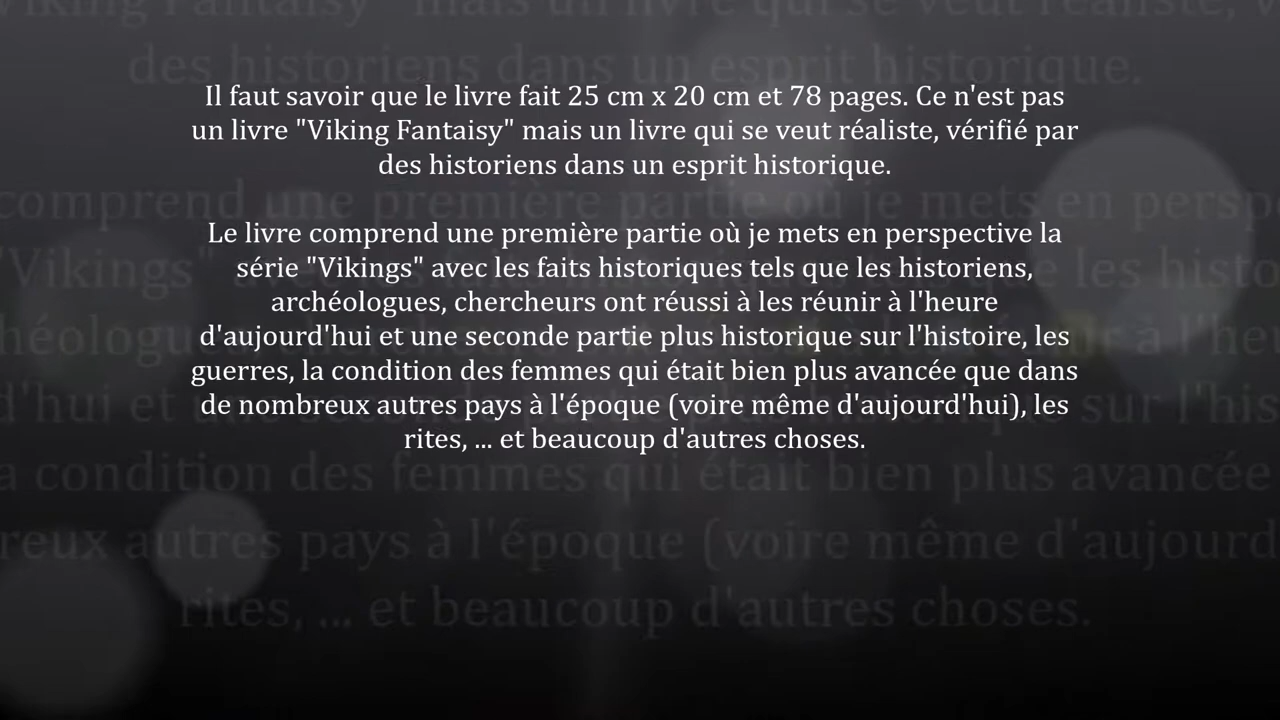 Il faut savoir que le livre fait 25 cm x 20 cm et 78 pages. Ce n'est pas
un livre "Viking Fantaisy" mais un livre qui se veut réaliste, vérifié par
des historiens dans un esprit historique.
Le livre comprend une première partie où je mets en perspective la
série "Vikings" avec les faits historiques tels que les historiens,
archéologues, chercheurs ont réussi à les réunir à l'heure
d'aujourd'hui et une seconde partie plus historique sur l'histoire, les
guerres, la condition des femmes qui était bien plus avancée que dans
de nombreux autres pays à l'époque (voire même d'aujourd'hui), les
rites, ... et beaucoup d'autres choses.